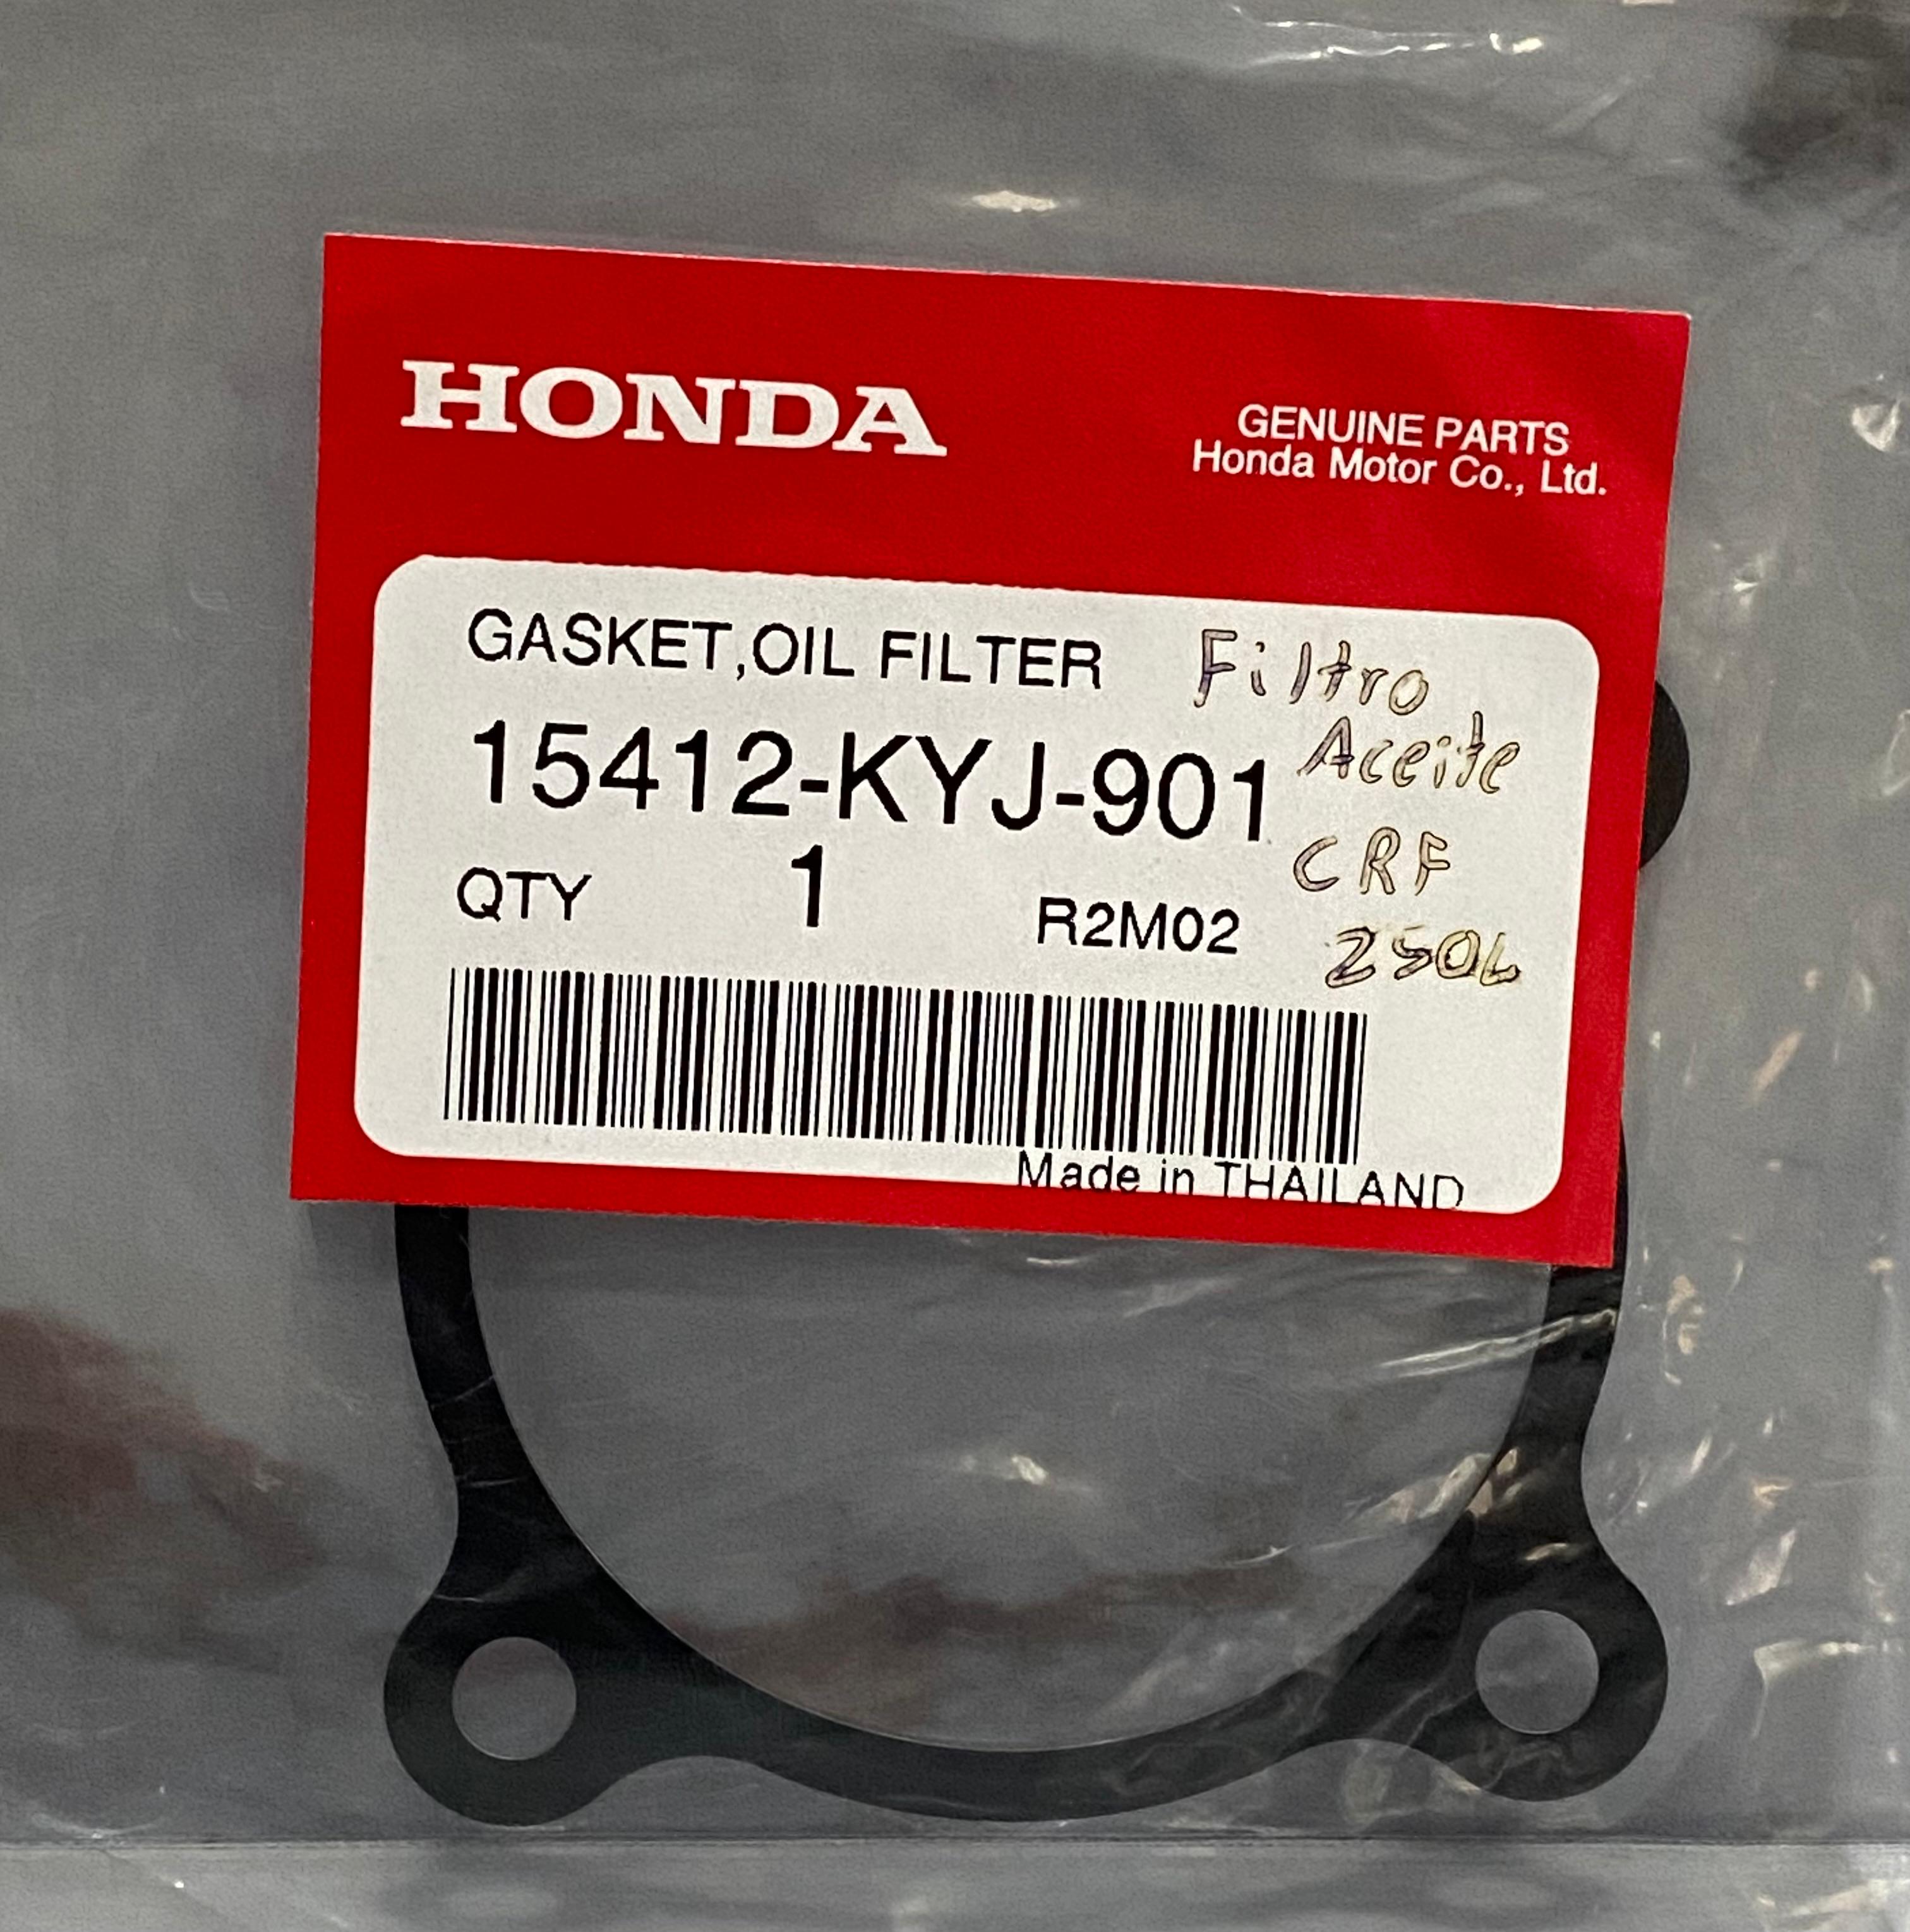 HONDA
GENUINE PARTS
Honda Motor Co., Ltd.
GASKET,OIL FILTER
Filtro
Aceite
15412-KYJ-901
CRF
250L
QTY 1 R2M02
Made in THAILAND